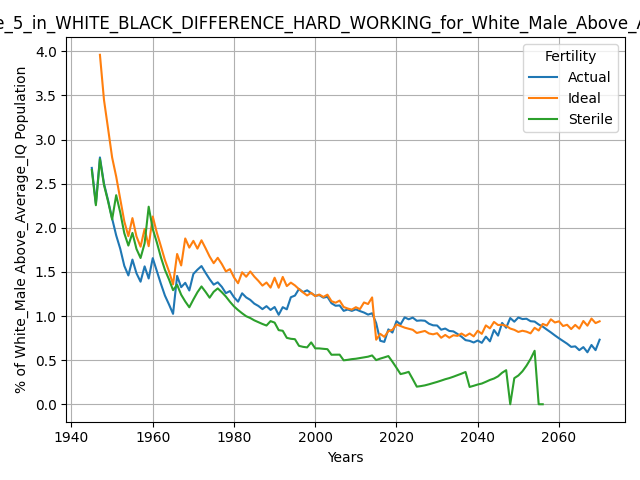 e_5_in_WHITE_BLACK_DIFFERENCE_HARD_WORKING_for_White_Male_Above_A
Fertility
Actual
Ideal
Sterile
% of White_Male Above_Average_IQ Population
4.0
3.5
3.0
2.5
2.0
1.5
1.0
0.5
0.0
1940 1960 1980 2000 2020 2040 2060
Years